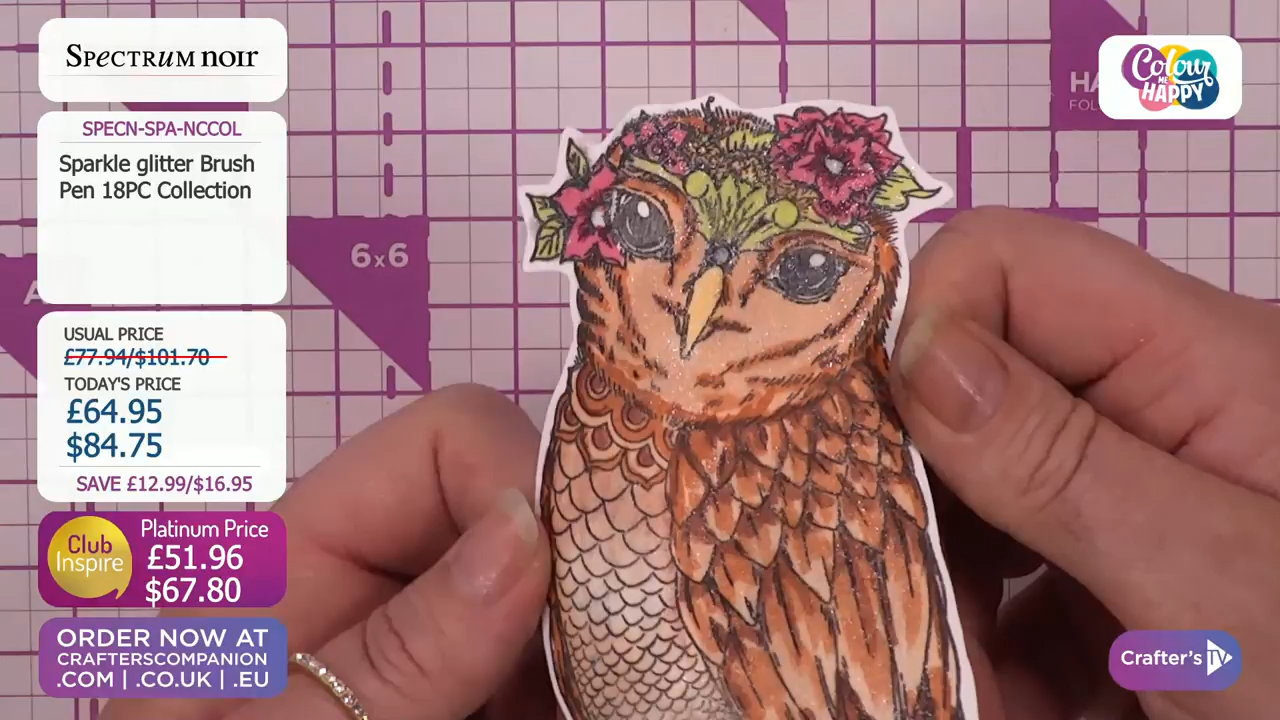 Spectrum noir
SPECN-SPA-NCCOL
Sparkle glitter Brush
Pen 18PC Collection
USUAL PRICE
£77.94/$101.70
TODAY'S PRICE
£64.95
$84.75
SAVE £12.99/$16.95
Club
Inspire
Platinum Price
£51.96
$67.80
ORDER NOW AT
CRAFTERSCOMPANION
.COM | .CO.UK | .EU
6x6
Colour
ME
HAPPY
Crafter's TV